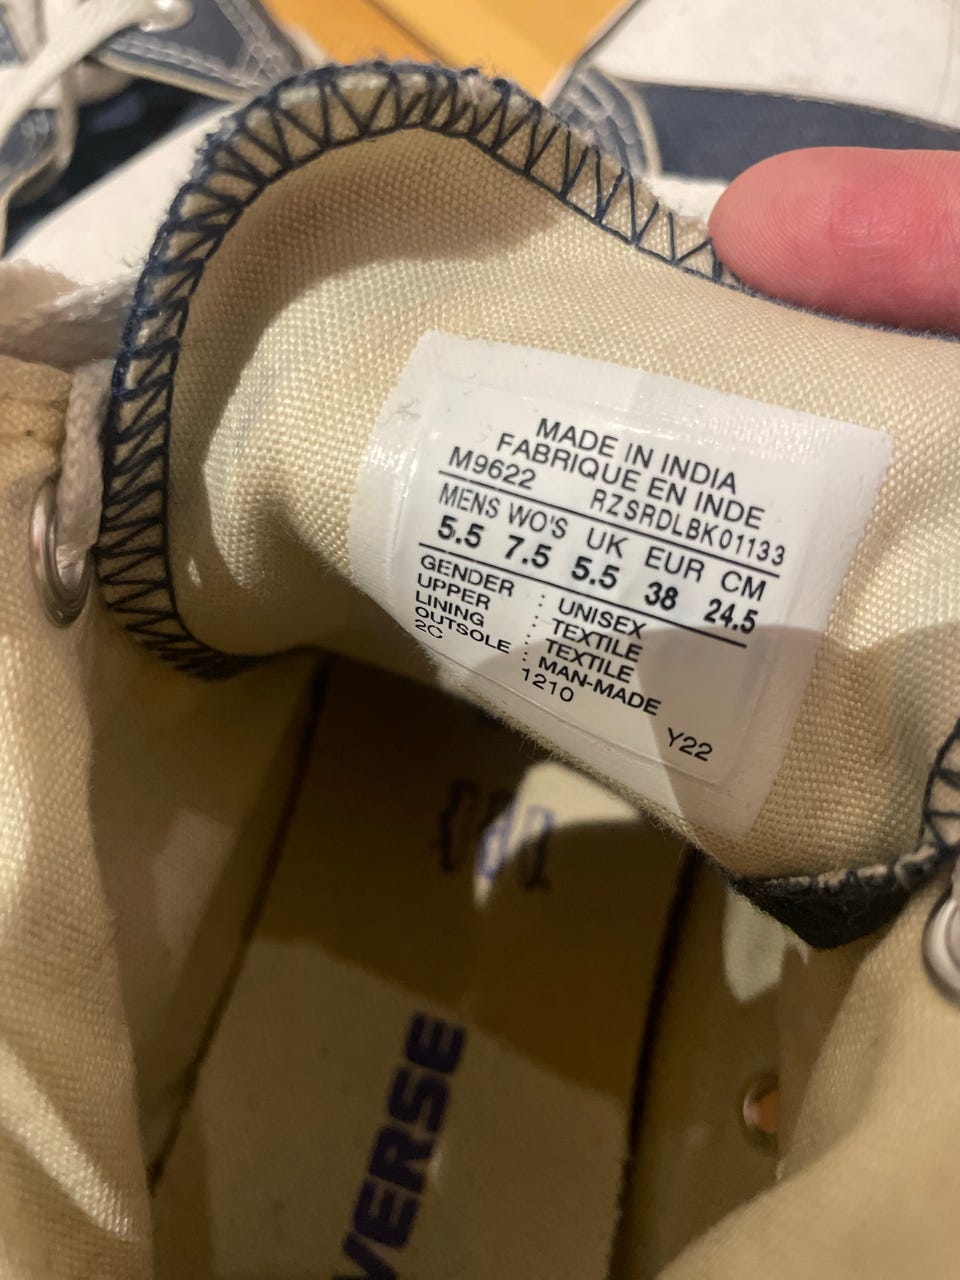 MADE IN INDIA
FABRIQUE EN INDE
M9622 RZSRDLBK01133
MENS WO'S UK EUR CM
5.5 7.5 5.5 38 24.5
GENDER : UNISEX
UPPER : TEXTILE
LINING : TEXTILE
OUTSOLE : MAN-MADE
2C 1210 Y22
VERSE